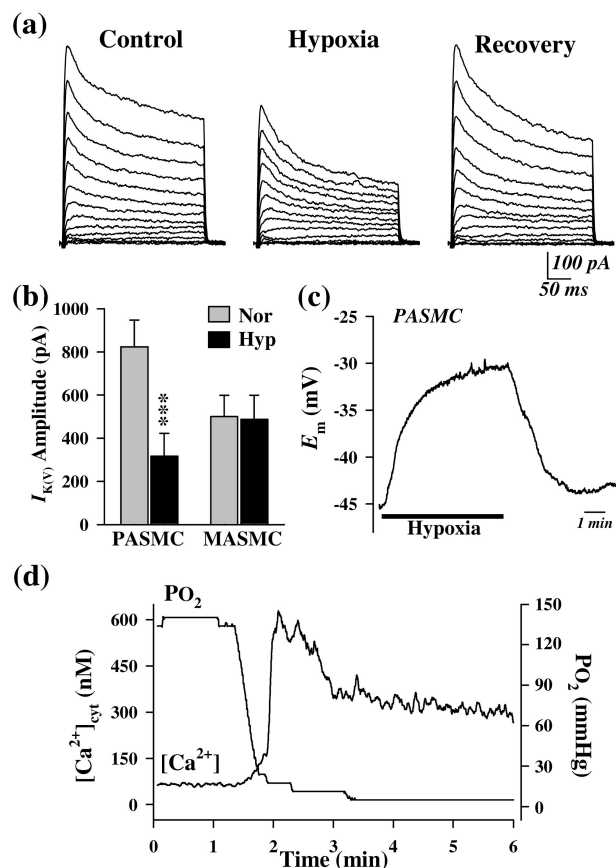 (a)
Control Hypoxia Recovery
100 pA
50 ms
(b)
1000
800
600
400
200
0
I K(V) Amplitude (pA)
Nor
Hyp
***
PASMC MASMC
(c)
PASMC
-25
-30
-35
-40
-45
Em (mV)
Hypoxia
1 min
(d)
PO2
600
450
300
150
0
[Ca2+]cyt (nM)
[Ca2+]
150
120
90
60
30
0
PO2 (mmHg)
0 1 2 3 4 5 6
Time (min)